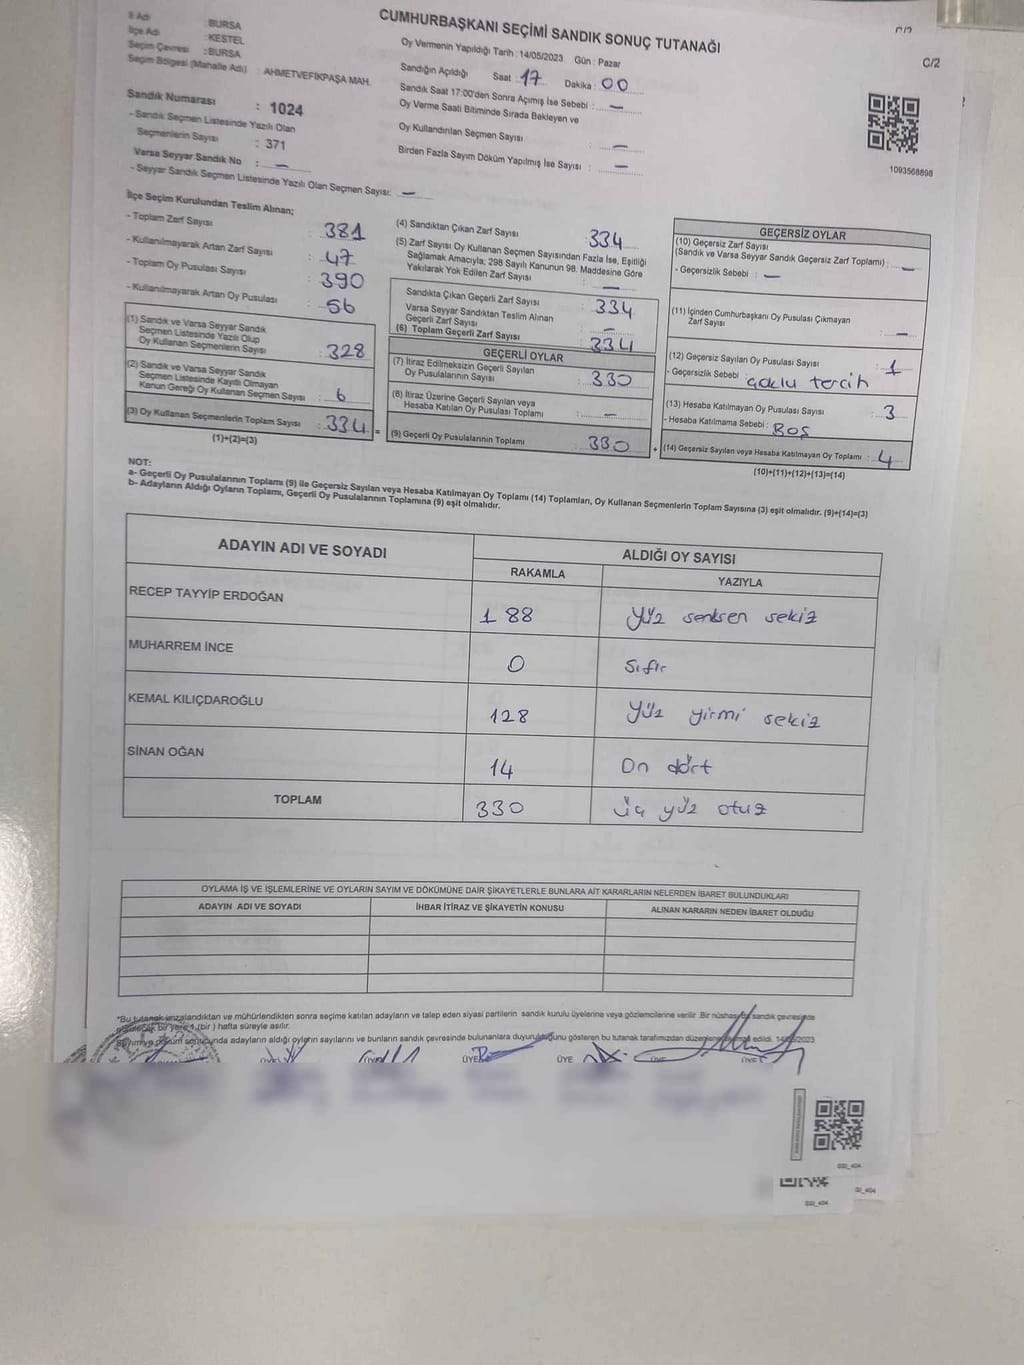 CUMHURBAŞKANI SEÇİMİ SANDIK SONUÇ TUTANAĞI
C/2
İl Adı :BURSA
İlçe Adı :KESTEL
Seçim Çevresi :BURSA
Seçim Bölgesi (Mahalle Adı) : AHMETVEFİKPAŞA MAH.
Sandık Numarası : 1024
- Sandık Seçmen Listesinde Yazılı Olan
Seçmenlerin Sayısı : 371
Varsa Seyyar Sandık No : —
- Seyyar Sandık Seçmen Listesinde Yazılı Olan Seçmen Sayısı: —
Oy Vermenin Yapıldığı Tarih : 14/05/2023 Gün : Pazar
Sandığın Açıldığı Saat : 17 Dakika : 00
Sandık Saat 17:00'den Sonra Açımış İse Sebebi : —
Oy Verme Saati Bitiminde Sırada Bekleyen ve
Oy Kullandırılan Seçmen Sayısı : —
Birden Fazla Sayım Döküm Yapılmış İse Sayısı : —
1093568898
İlçe Seçim Kurulundan Teslim Alınan;
- Toplam Zarf Sayısı : 381
- Kullanılmayarak Artan Zarf Sayısı : 47
- Toplam Oy Pusulası Sayısı : 390
- Kullanılmayarak Artan Oy Pusulası : 56
(1) Sandık ve Varsa Seyyar Sandık
Seçmen Listesinde Yazılı Olup
Oy Kullanan Seçmenlerin Sayısı : 328
(2) Sandık ve Varsa Seyyar Sandık
Seçmen Listesinde Kayıtlı Olmayan
Kanun Gereği Oy Kullanan Seçmen Sayısı : 6
(3) Oy Kullanan Seçmenlerin Toplam Sayısı : 334 =
(1)+(2)=(3)
(4) Sandıktan Çıkan Zarf Sayısı : 334
(5) Zarf Sayısı Oy Kullanan Seçmen Sayısından Fazla İse, Eşitliği
Sağlamak Amacıyla; 298 Sayılı Kanunun 98. Maddesine Göre
Yakılarak Yok Edilen Zarf Sayısı : —
Sandıkta Çıkan Geçerli Zarf Sayısı : 334
Varsa Seyyar Sandıktan Teslim Alınan
Geçerli Zarf Sayısı : —
(6) Toplam Geçerli Zarf Sayısı : 334
GEÇERLİ OYLAR
(7) İtiraz Edilmeksizin Geçerli Sayılan
Oy Pusulalarının Sayısı : 330
(8) İtiraz Üzerine Geçerli Sayılan veya
Hesaba Katılan Oy Pusulası Toplamı : —
(9) Geçerli Oy Pusulalarının Toplamı : 330 +
GEÇERSİZ OYLAR
(10) Geçersiz Zarf Sayısı
(Sandık ve Varsa Seyyar Sandık Geçersiz Zarf Toplamı) : —
- Geçersizlik Sebebi : —
(11) İçinden Cumhurbaşkanı Oy Pusulası Çıkmayan
Zarf Sayısı : —
(12) Geçersiz Sayılan Oy Pusulası Sayısı : 1
- Geçersizlik Sebebi : Çoklu tercih
(13) Hesaba Katılmayan Oy Pusulası Sayısı : 3
- Hesaba Katılmama Sebebi : Boş
(14) Geçersiz Sayılan veya Hesaba Katılmayan Oy Toplamı : 4
(10)+(11)+(12)+(13)=(14)
NOT:
a- Geçerli Oy Pusulalarının Toplamı (9) ile Geçersiz Sayılan veya Hesaba Katılmayan Oy Toplamı (14) Toplamları, Oy Kullanan Seçmenlerin Toplam Sayısına (3) eşit olmalıdır. (9)+(14)=(3)
b- Adayların Aldığı Oyların Toplamı, Geçerli Oy Pusulalarının Toplamına (9) eşit olmalıdır.
ADAYIN ADI VE SOYADI ALDIĞI OY SAYISI
RAKAMLA YAZIYLA
RECEP TAYYİP ERDOĞAN 188 Yüz senksen sekiz
MUHARREM İNCE 0 Sıfır
KEMAL KILIÇDAROĞLU 128 Yüz yirmi sekiz
SİNAN OĞAN 14 On dört
TOPLAM 330 üç yüz otuz
OYLAMA İŞ VE İŞLEMLERİNE VE OYLARIN SAYIM VE DÖKÜMÜNE DAİR ŞİKAYETLERLE BUNLARA AİT KARARLARIN NELERDEN İBARET BULUNDUKLARI
ADAYIN ADI VE SOYADI İHBAR İTİRAZ VE ŞİKAYETİN KONUSU ALINAN KARARIN NEDEN İBARET OLDUĞU
*Bu tutanak imzalandıktan ve mühürlendikten sonra seçime katılan adayların ve talep eden siyasi partilerin sandık kurulu üyelerine veya gözlemcilerine verilir. Bir nüshası da sandık çevresinde
bir yere 1 (bir) hafta süreyle asılır.
sonucunda adayların aldığı oyların sayılarını ve bunların sandık çevresinde bulunanlara duyurulduğunu gösteren bu tutanak tarafımızdan edildi.
ÜYE ÜYE ÜYE